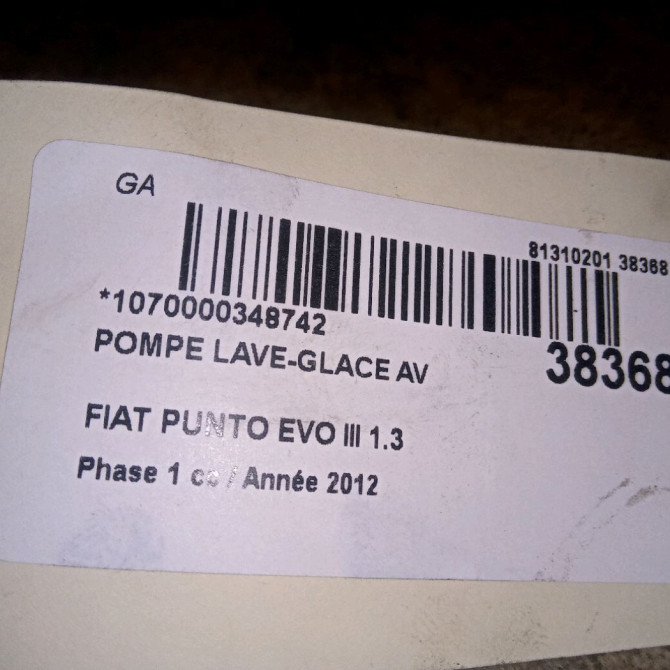 GA
81310201 38368
*1070000348742
38368
POMPE LAVE-GLACE AV
FIAT PUNTO EVO III 1.3
Phase 1 cc / Année 2012